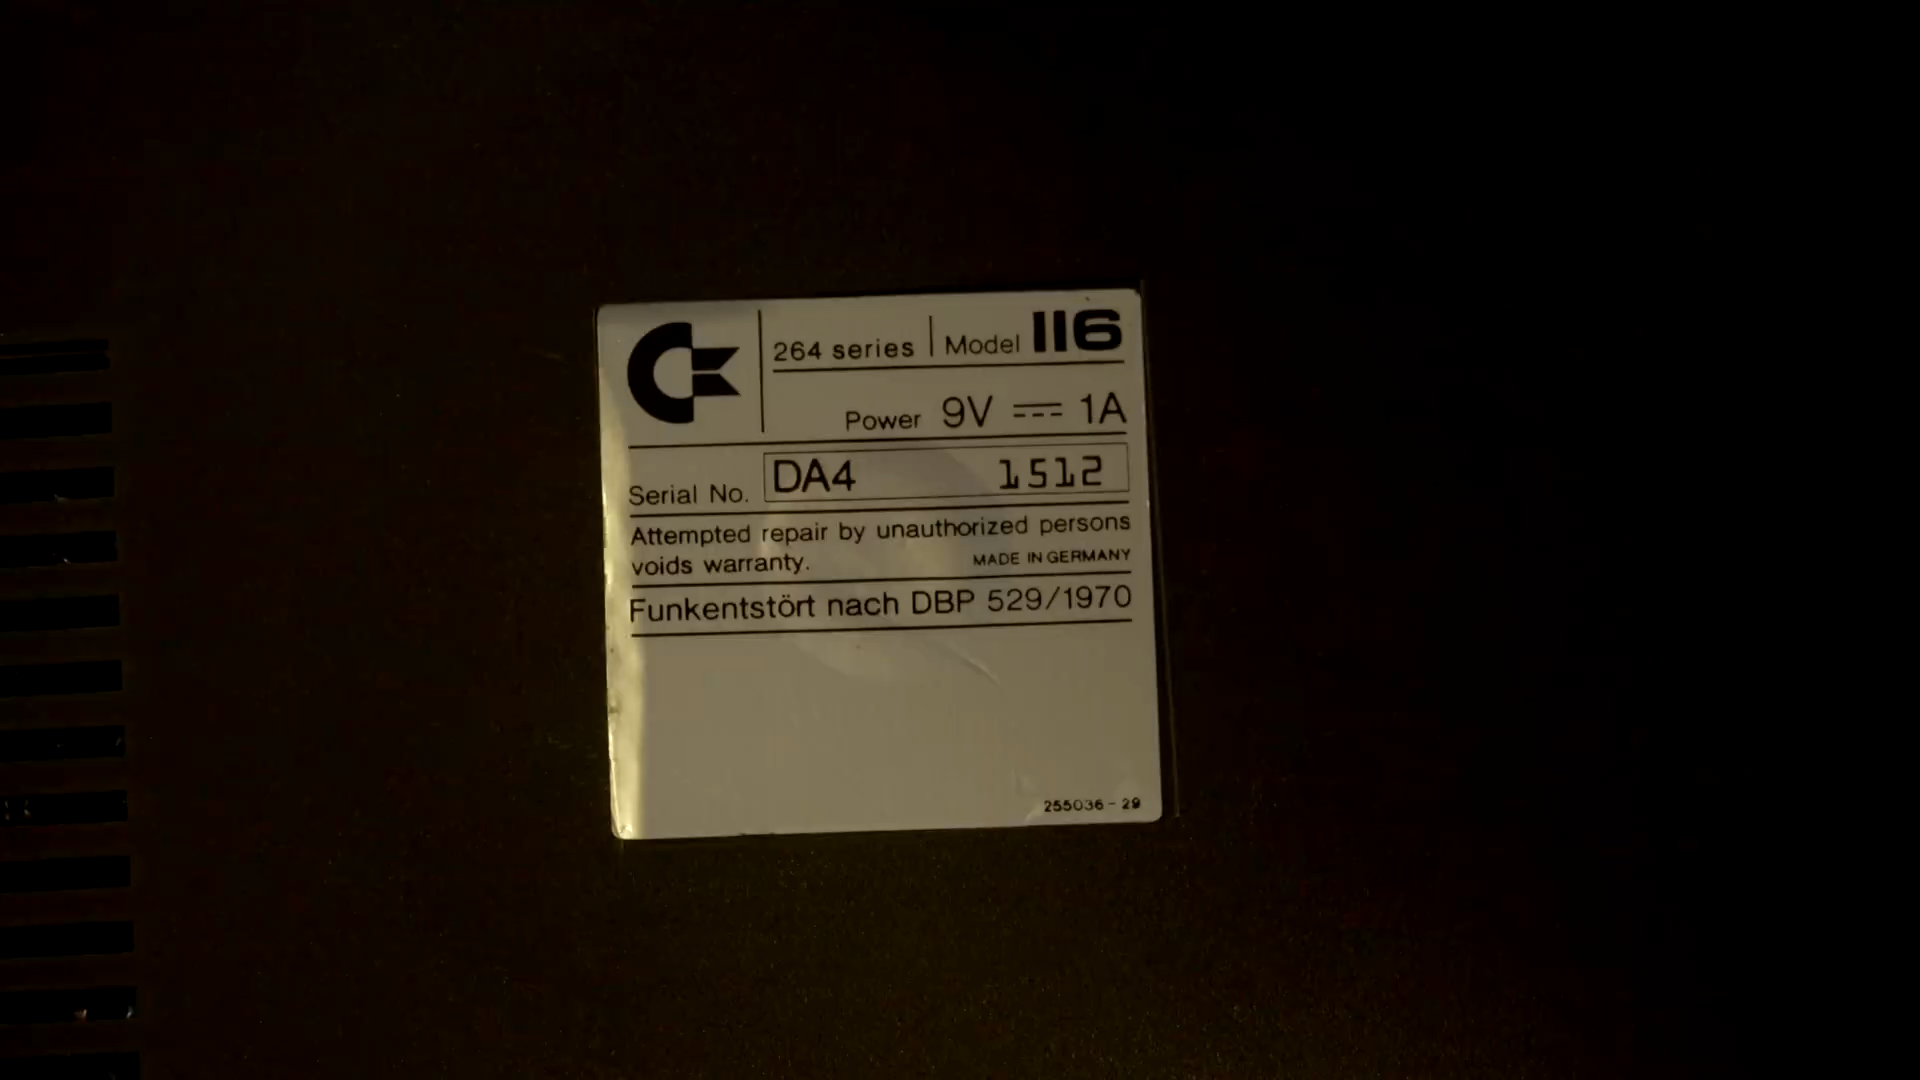 264 series Model 116
Power 9V ⎓ 1A
Serial No. DA4 1512
Attempted repair by unauthorized persons
voids warranty. MADE IN GERMANY
Funkentstört nach DBP 529/1970
255036-29